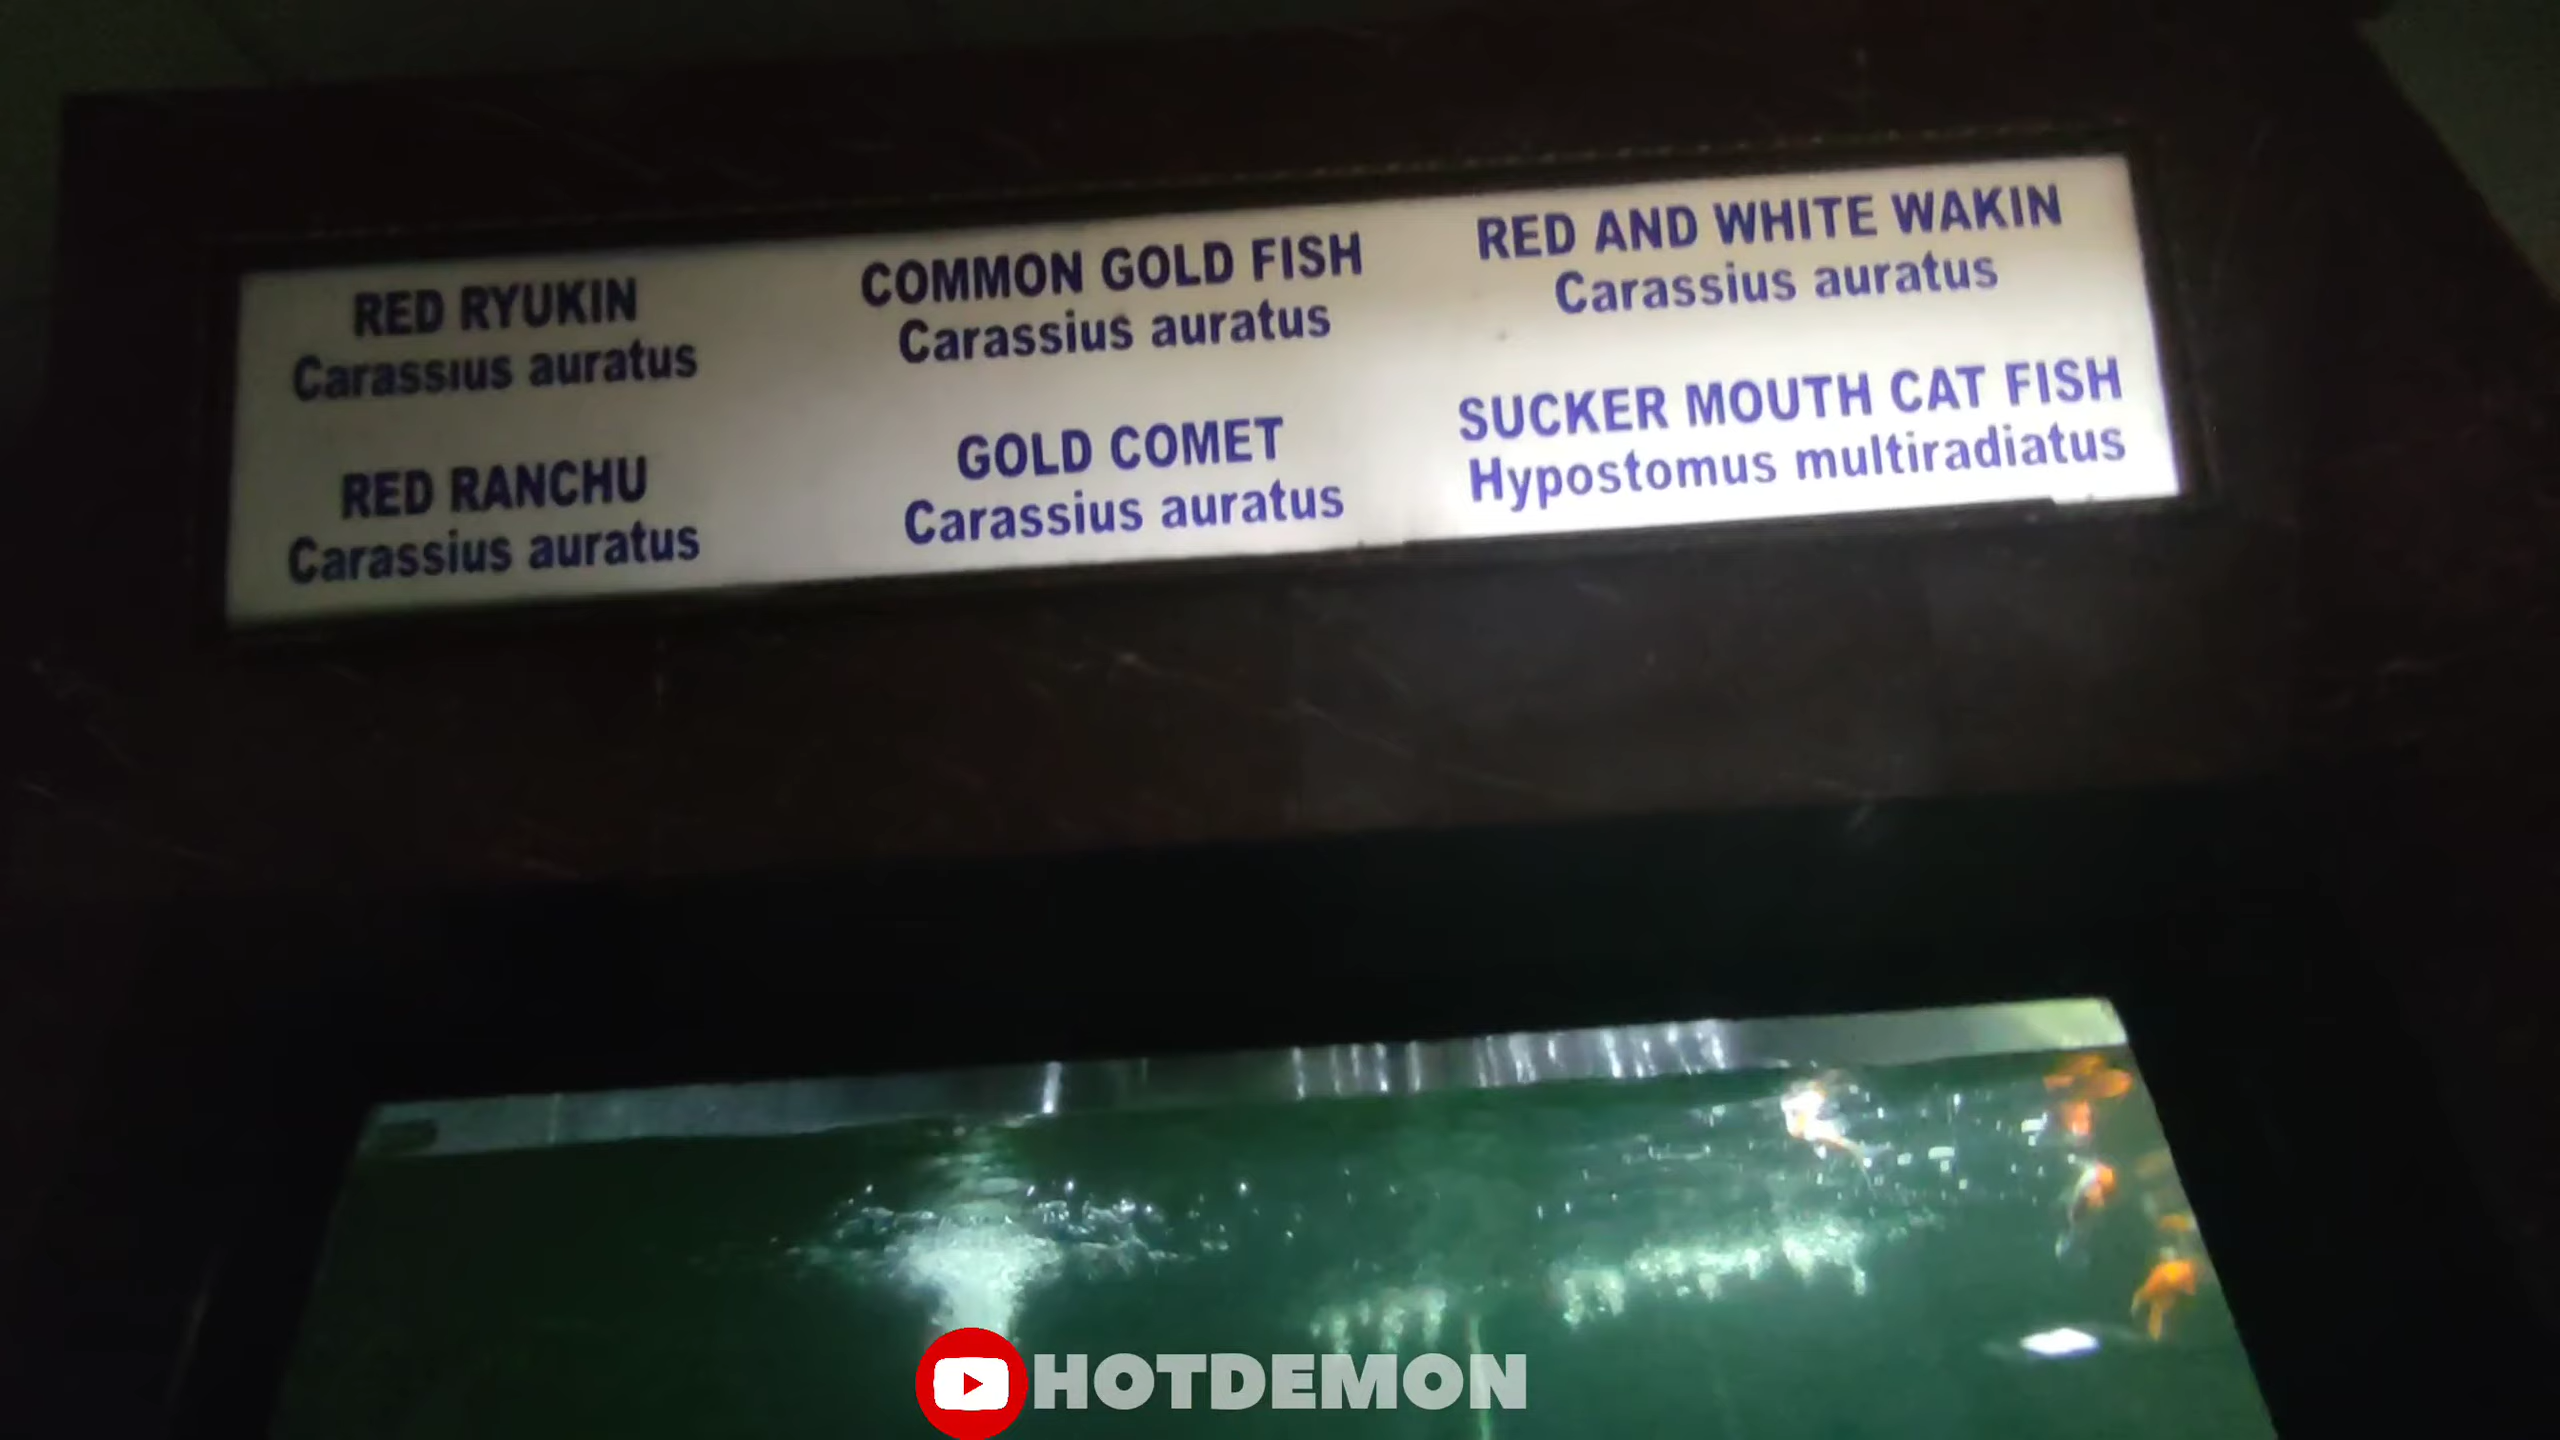 RED RYUKIN
Carassius auratus
COMMON GOLD FISH
Carassius auratus
RED AND WHITE WAKIN
Carassius auratus
RED RANCHU
Carassius auratus
GOLD COMET
Carassius auratus
SUCKER MOUTH CAT FISH
Hypostomus multiradiatus
HOTDEMON